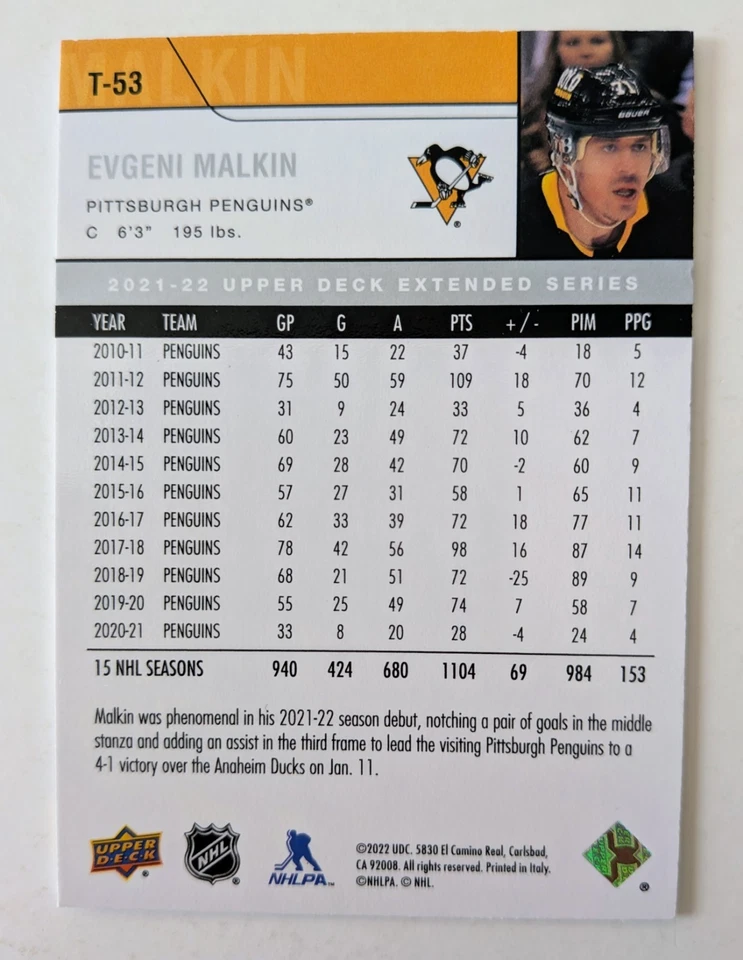 MALKIN
T-53
EVGENI MALKIN
PITTSBURGH PENGUINS®
C 6'3" 195 lbs.
BAUER
2021-22 UPPER DECK EXTENDED SERIES
YEAR TEAM GP G A PTS +/- PIM PPG
2010-11 PENGUINS 43 15 22 37 -4 18 5
2011-12 PENGUINS 75 50 59 109 18 70 12
2012-13 PENGUINS 31 9 24 33 5 36 4
2013-14 PENGUINS 60 23 49 72 10 62 7
2014-15 PENGUINS 69 28 42 70 -2 60 9
2015-16 PENGUINS 57 27 31 58 1 65 11
2016-17 PENGUINS 62 33 39 72 18 77 11
2017-18 PENGUINS 78 42 56 98 16 87 14
2018-19 PENGUINS 68 21 51 72 -25 89 9
2019-20 PENGUINS 55 25 49 74 7 58 7
2020-21 PENGUINS 33 8 20 28 -4 24 4
15 NHL SEASONS 940 424 680 1104 69 984 153
Malkin was phenomenal in his 2021-22 season debut, notching a pair of goals in the middle
stanza and adding an assist in the third frame to lead the visiting Pittsburgh Penguins to a
4-1 victory over the Anaheim Ducks on Jan. 11.
UPPER DECK ®
NHL ®
NHLPA™
©2022 UDC. 5830 El Camino Real, Carlsbad,
CA 92008. All rights reserved. Printed in Italy.
©NHLPA. © NHL.
®